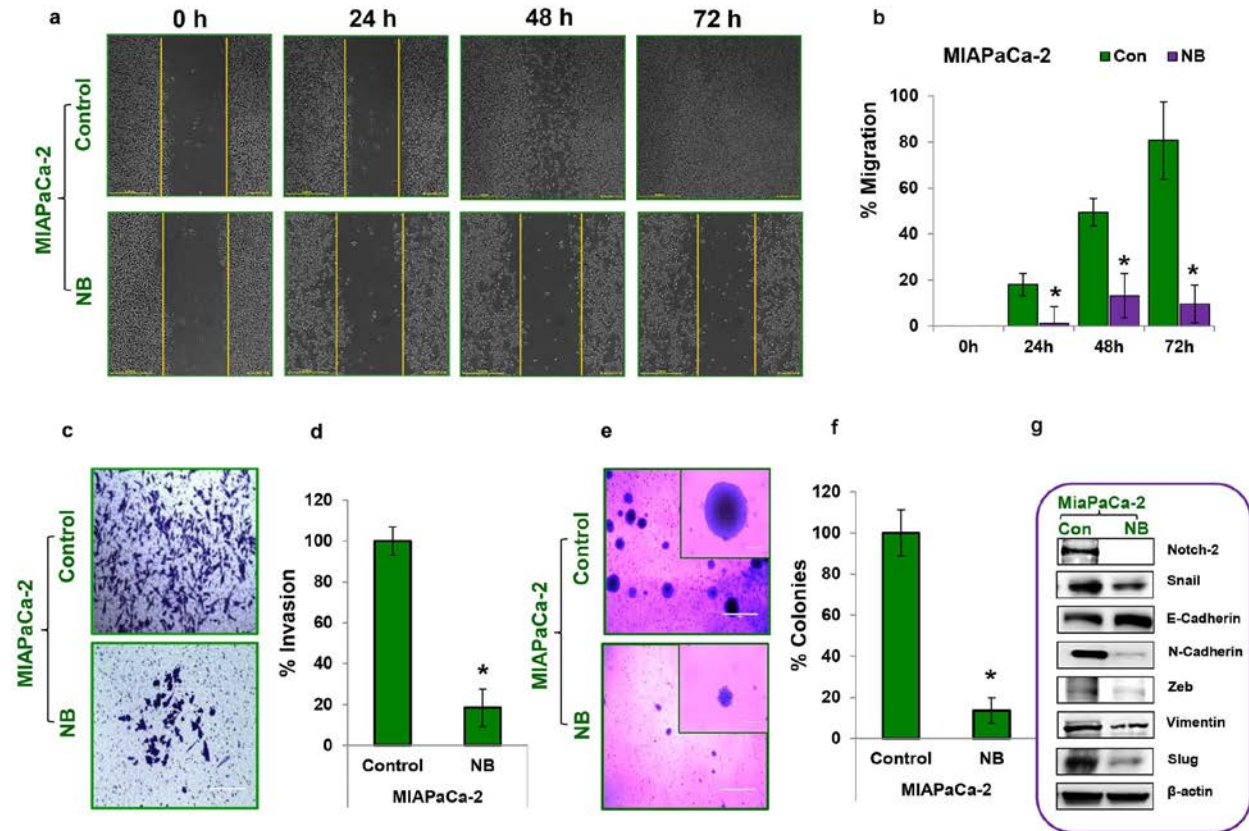 a
0 h 24 h 48 h 72 h
MIAPaCa-2
Control
NB
b
MIAPaCa-2 Con NB
% Migration
100
80
60
40
20
0
0h 24h 48h 72h
* * *
c
MIAPaCa-2
Control
NB
d
% Invasion
120
100
80
60
40
20
0
*
Control NB
MIAPaCa-2
e
MIAPaCa-2
Control
NB
f
% Colonies
120
100
80
60
40
20
0
*
Control NB
MIAPaCa-2
g
MiaPaCa-2
Con NB
Notch-2
Snail
E-Cadherin
N-Cadherin
Zeb
Vimentin
Slug
β-actin